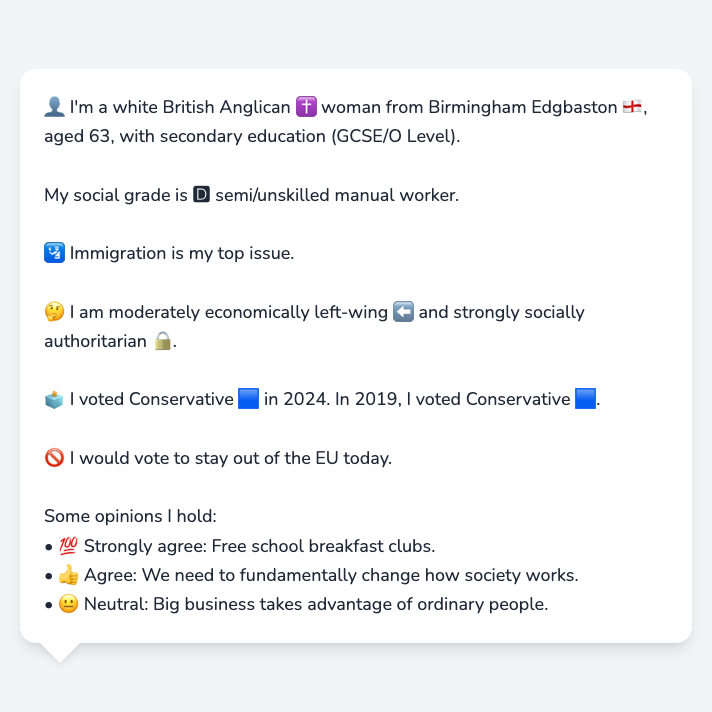 👤 I'm a white British Anglican ✝️ woman from Birmingham Edgbaston 🏴󠁧󠁢󠁥󠁮󠁧󠁿,
aged 63, with secondary education (GCSE/O Level).
My social grade is 🅳 semi/unskilled manual worker.
🛂 Immigration is my top issue.
🤔 I am moderately economically left-wing ⬅️ and strongly socially
authoritarian 🔒.
🗳️ I voted Conservative 🟦 in 2024. In 2019, I voted Conservative 🟦.
🚫 I would vote to stay out of the EU today.
Some opinions I hold:
• 💯 Strongly agree: Free school breakfast clubs.
• 👍 Agree: We need to fundamentally change how society works.
• 😐 Neutral: Big business takes advantage of ordinary people.